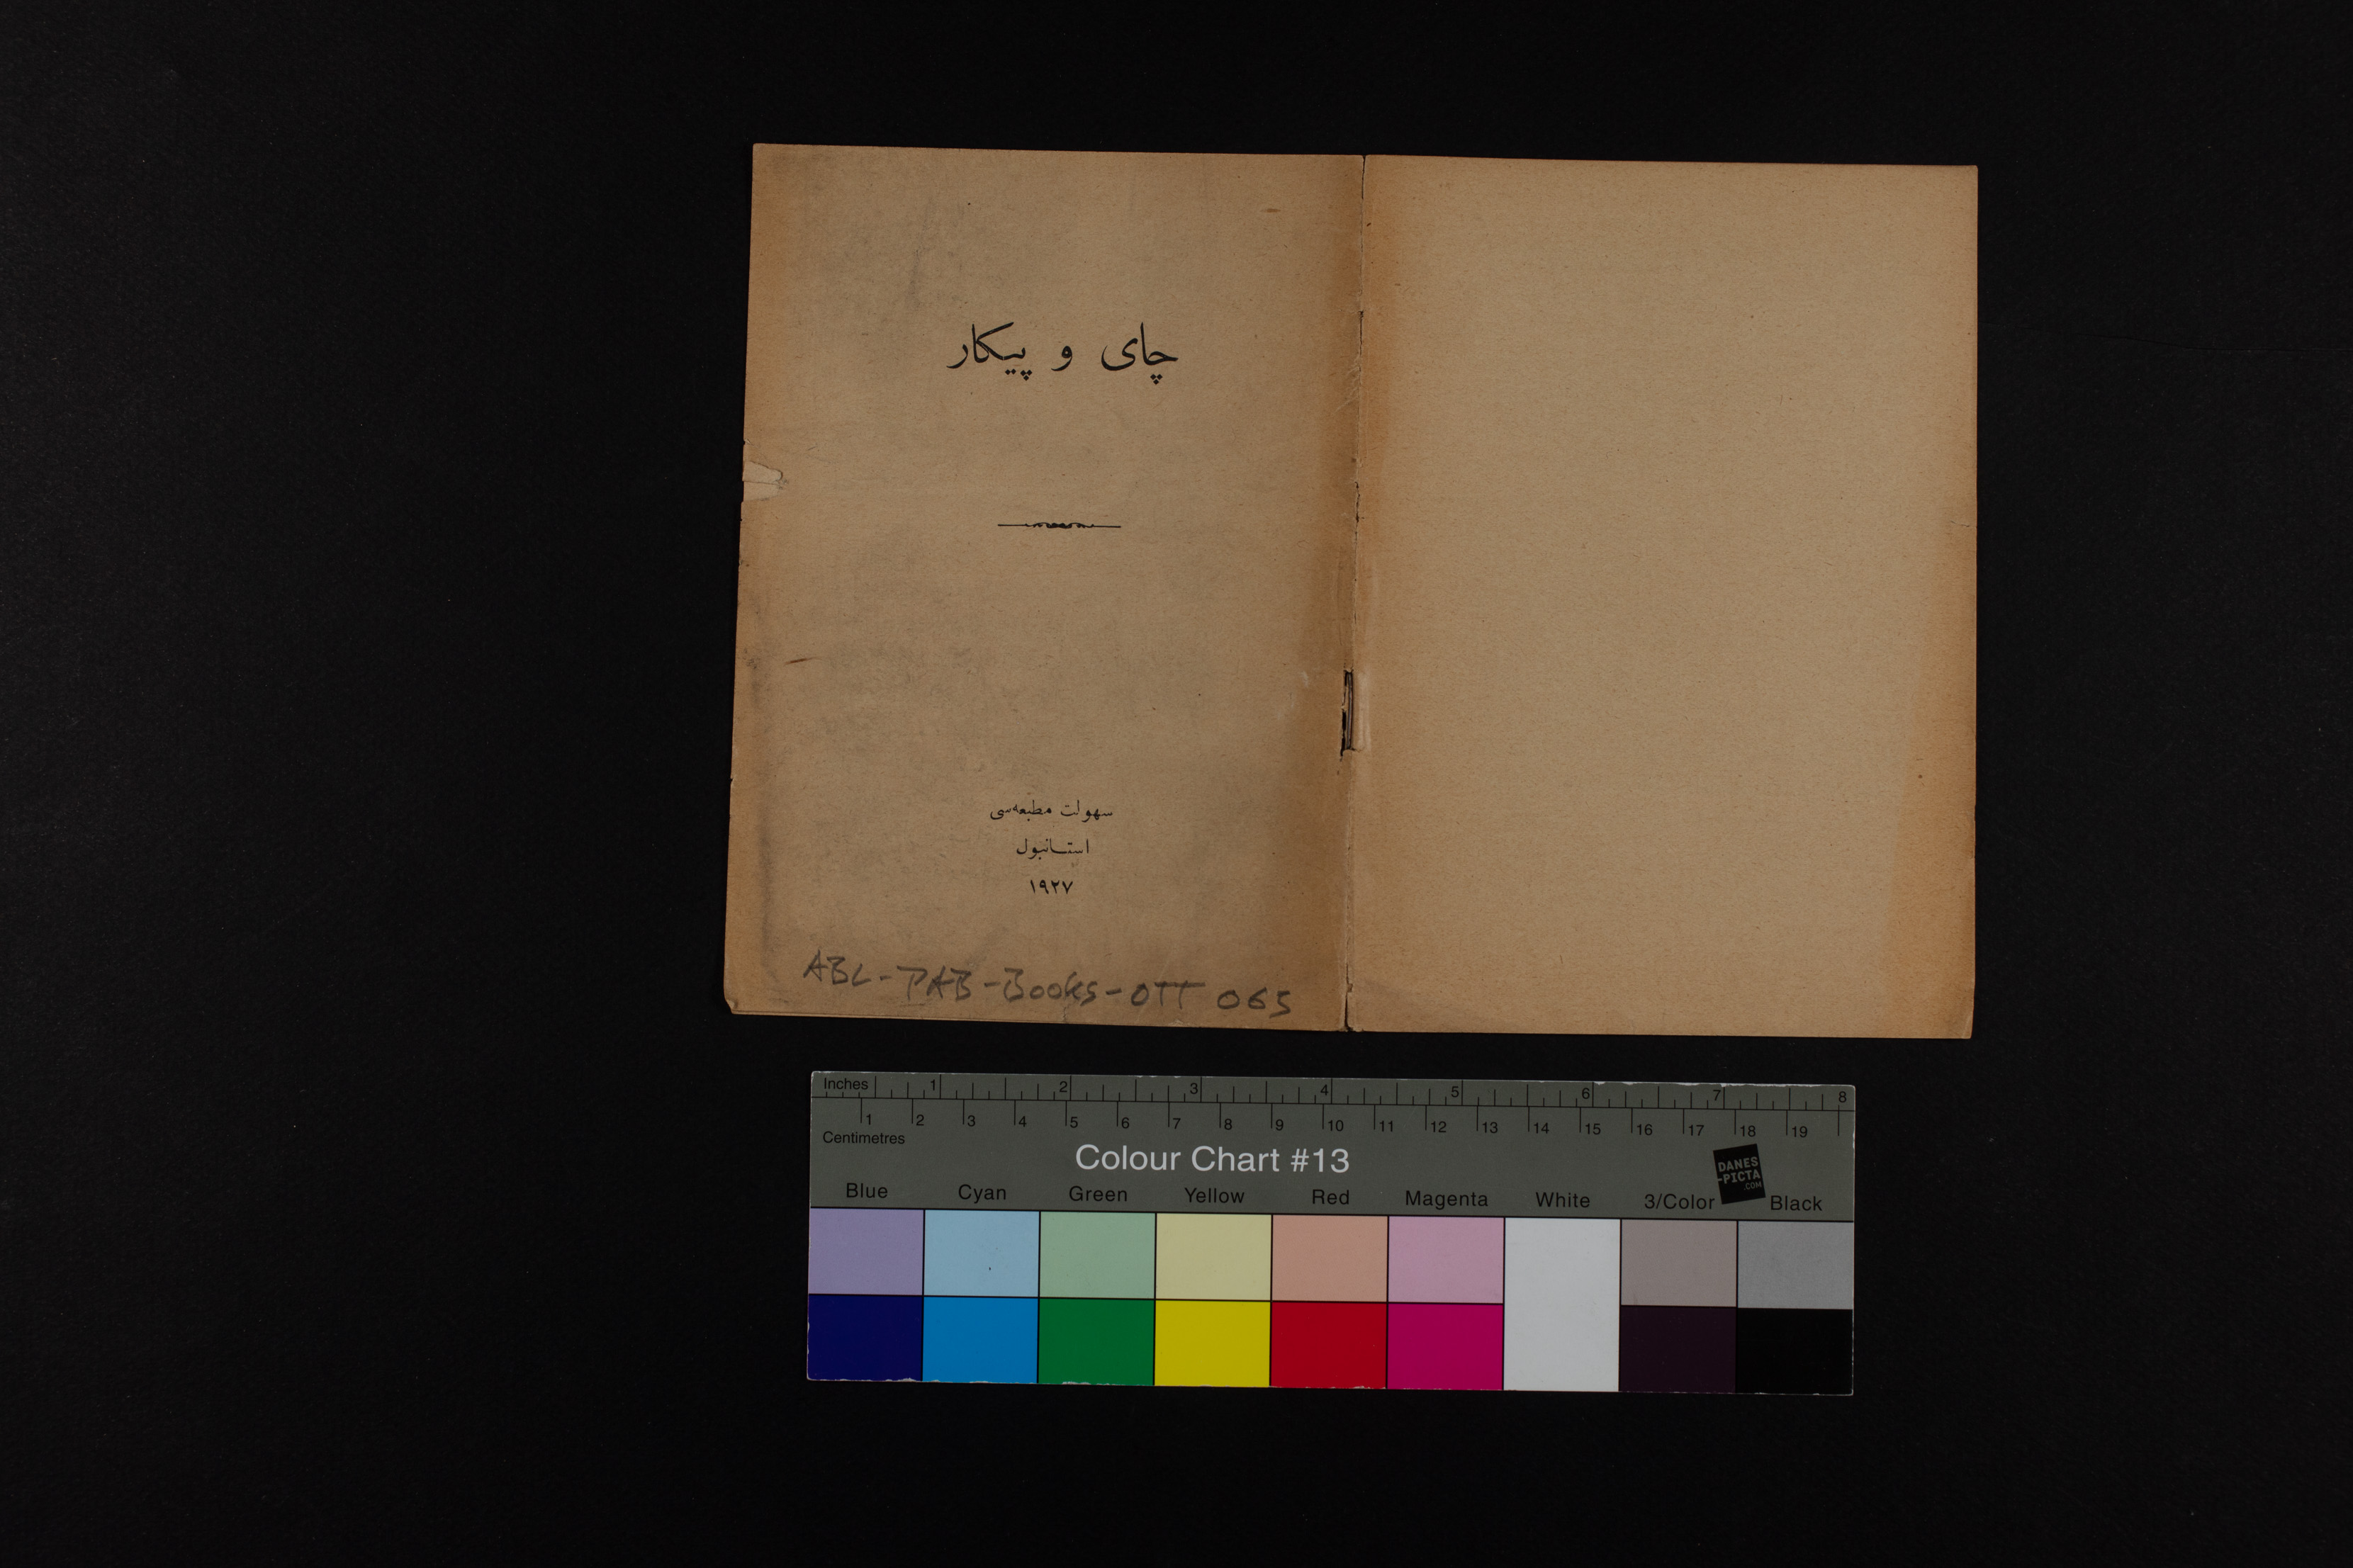 چای و پیکار
سهولت مطبعه‌سی
استانبول
١٩٢٧
ABL-PAB-Books-OTT 065
Inches 1 2 3 4 5 6 7 8
1 2 3 4 5 6 7 8 9 10 11 12 13 14 15 16 17 18 19
Centimetres
Colour Chart #13
DANES
-PICTA
.COM
Blue Cyan Green Yellow Red Magenta White 3/Color Black